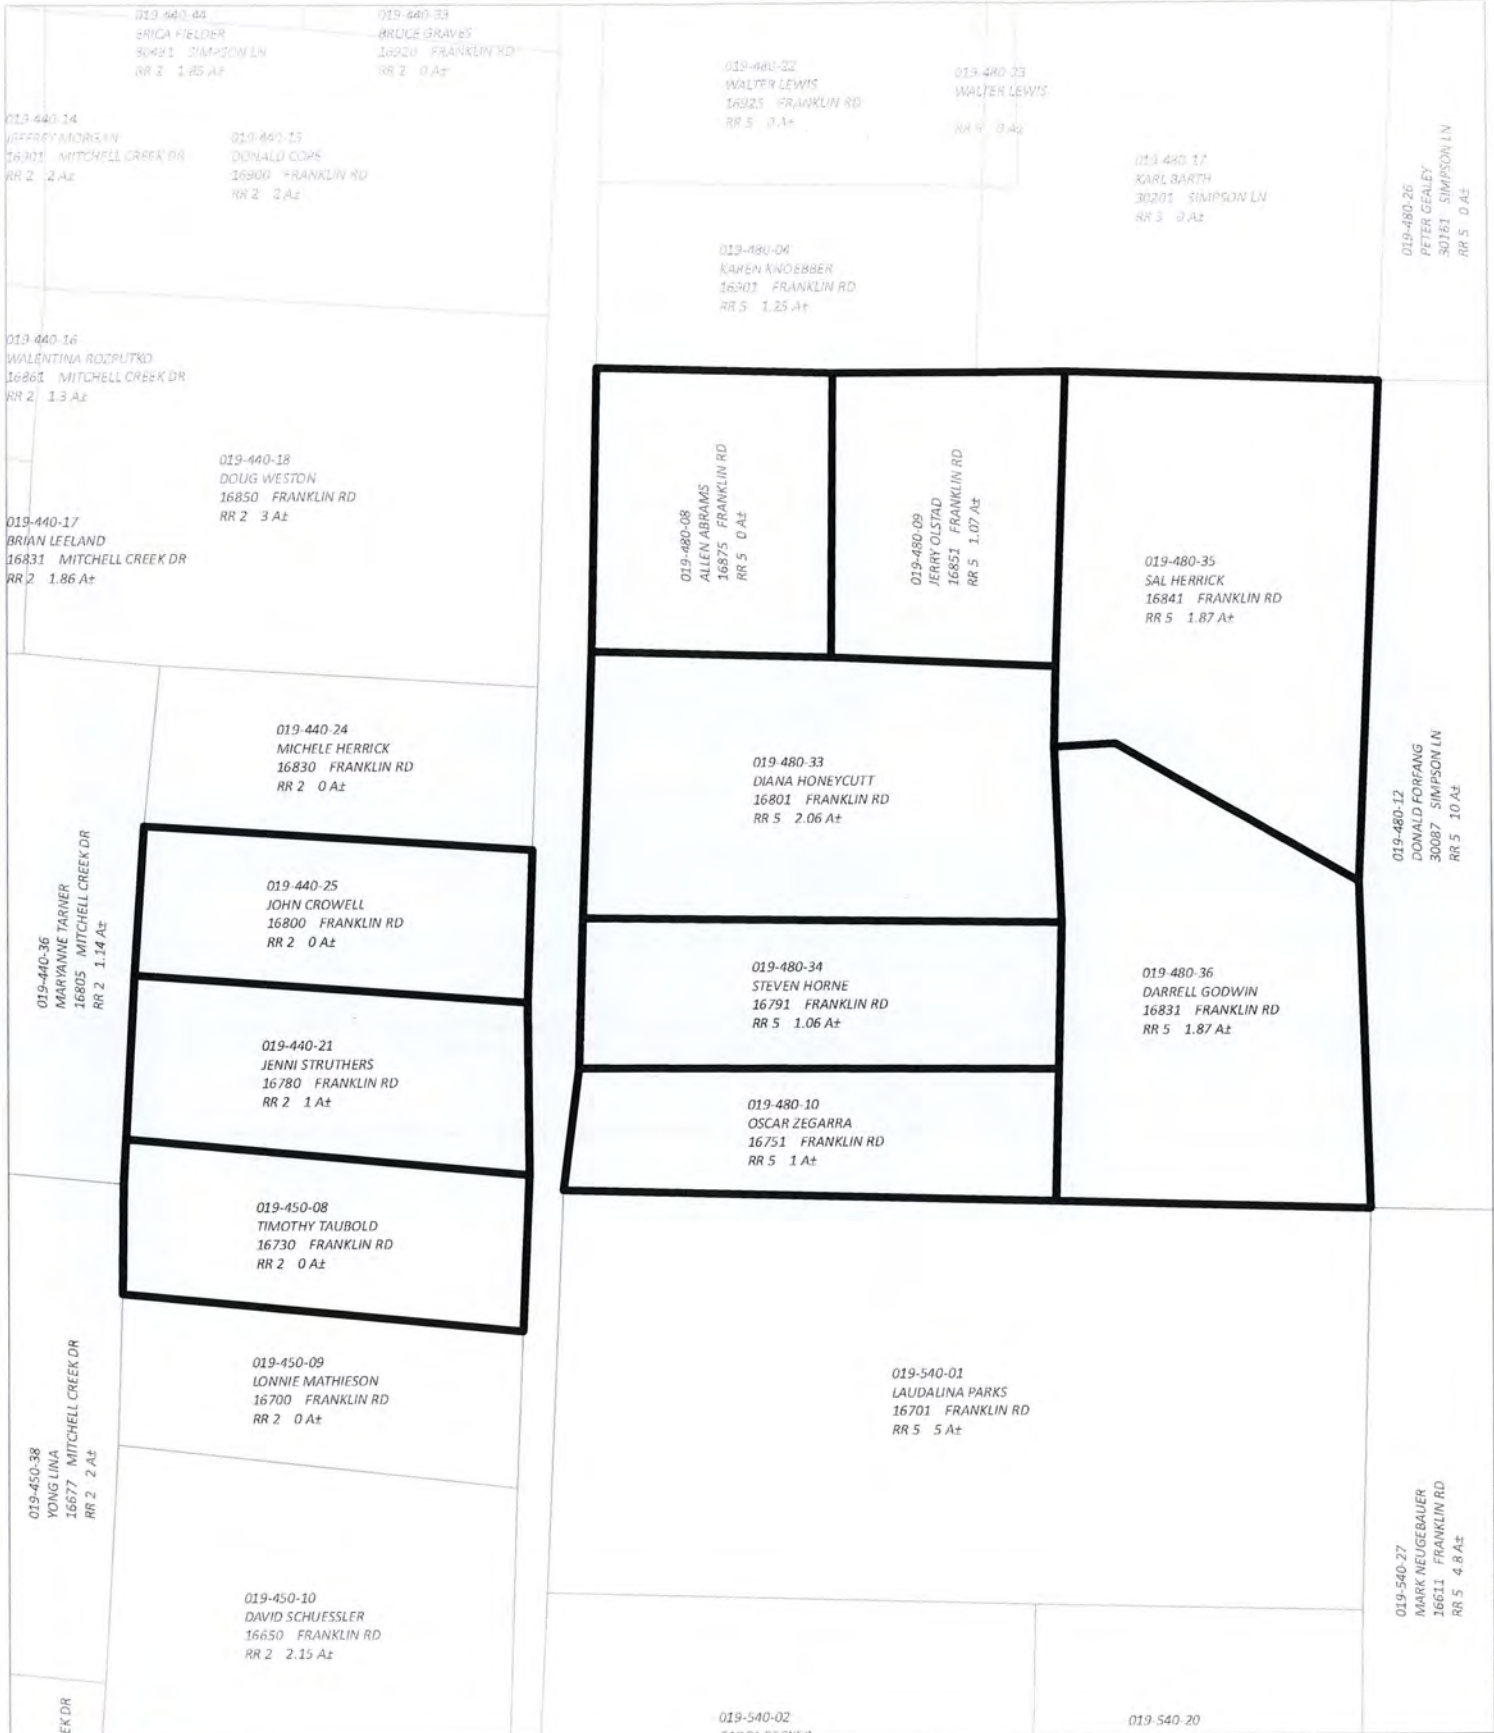 019-440-44
ERICA FIELDER
30481 SIMPSON LN
RR 2 1.85 A±
019-440-33
BRUCE GRAVES
16920 FRANKLIN RD
RR 2 0 A±
019-480-22
WALTER LEWIS
16925 FRANKLIN RD
RR 5 0 A±
019-480-23
WALTER LEWIS
RR 5 0 A±
019-440-14
JEFFREY MORGAN
16901 MITCHELL CREEK DR
RR 2 2 A±
019-440-15
DONALD COPE
16900 FRANKLIN RD
RR 2 2 A±
019-480-17
KARL BARTH
30201 SIMPSON LN
RR 5 0 A±
019-480-26
PETER GEALEY
30161 SIMPSON LN
RR 5 0 A±
019-480-04
KAREN KNOEBBER
16901 FRANKLIN RD
RR 5 1.25 A±
019-440-16
WALENTINA ROZPUTKO
16861 MITCHELL CREEK DR
RR 2 1.3 A±
019-440-18
DOUG WESTON
16850 FRANKLIN RD
RR 2 3 A±
019-440-17
BRIAN LEELAND
16831 MITCHELL CREEK DR
RR 2 1.86 A±
019-480-08
ALLEN ABRAMS
16875 FRANKLIN RD
RR 5 0 A±
019-480-09
JERRY OLSTAD
16851 FRANKLIN RD
RR 5 1.07 A±
019-480-35
SAL HERRICK
16841 FRANKLIN RD
RR 5 1.87 A±
019-440-24
MICHELE HERRICK
16830 FRANKLIN RD
RR 2 0 A±
019-480-33
DIANA HONEYCUTT
16801 FRANKLIN RD
RR 5 2.06 A±
019-480-12
DONALD FORFANG
30087 SIMPSON LN
RR 5 10 A±
019-440-36
MARYANNE TARNER
16805 MITCHELL CREEK DR
RR 2 1.14 A±
019-440-25
JOHN CROWELL
16800 FRANKLIN RD
RR 2 0 A±
019-480-34
STEVEN HORNE
16791 FRANKLIN RD
RR 5 1.06 A±
019-480-36
DARRELL GODWIN
16831 FRANKLIN RD
RR 5 1.87 A±
019-440-21
JENNI STRUTHERS
16780 FRANKLIN RD
RR 2 1 A±
019-480-10
OSCAR ZEGARRA
16751 FRANKLIN RD
RR 5 1 A±
019-450-08
TIMOTHY TAUBOLD
16730 FRANKLIN RD
RR 2 0 A±
019-450-09
LONNIE MATHIESON
16700 FRANKLIN RD
RR 2 0 A±
019-540-01
LAUDALINA PARKS
16701 FRANKLIN RD
RR 5 5 A±
019-450-38
YONG LINA
16677 MITCHELL CREEK DR
RR 2 2 A±
019-540-27
MARK NEUGEBAUER
16611 FRANKLIN RD
RR 5 4.8 A±
019-450-10
DAVID SCHUESSLER
16650 FRANKLIN RD
RR 2 2.15 A±
EK DR
019-540-02
019-540-20